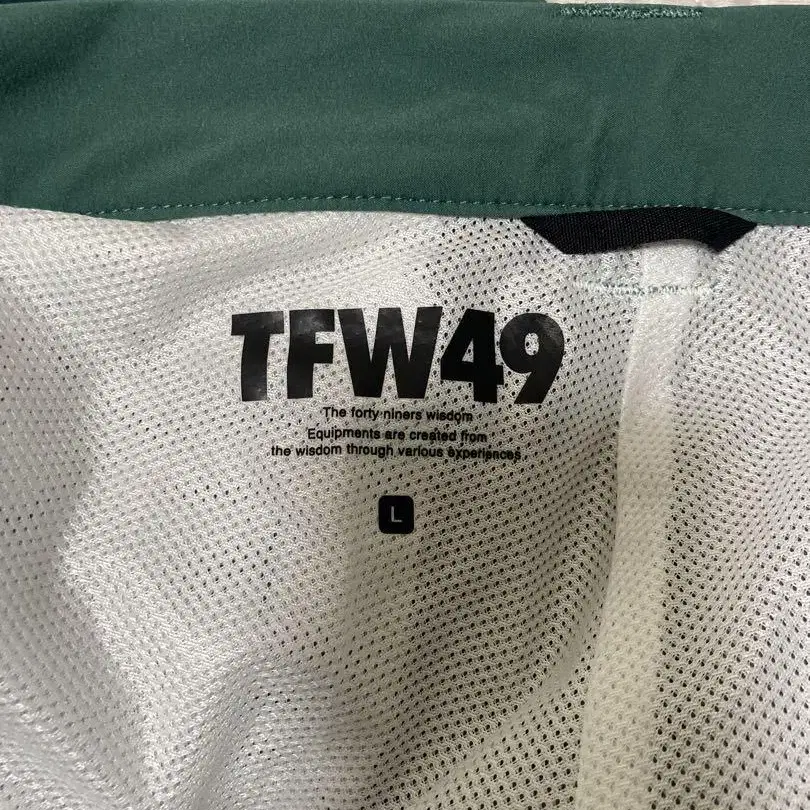 TFW49
The forty-niners wisdom
Equipments are created from
the wisdom through various experiences
L